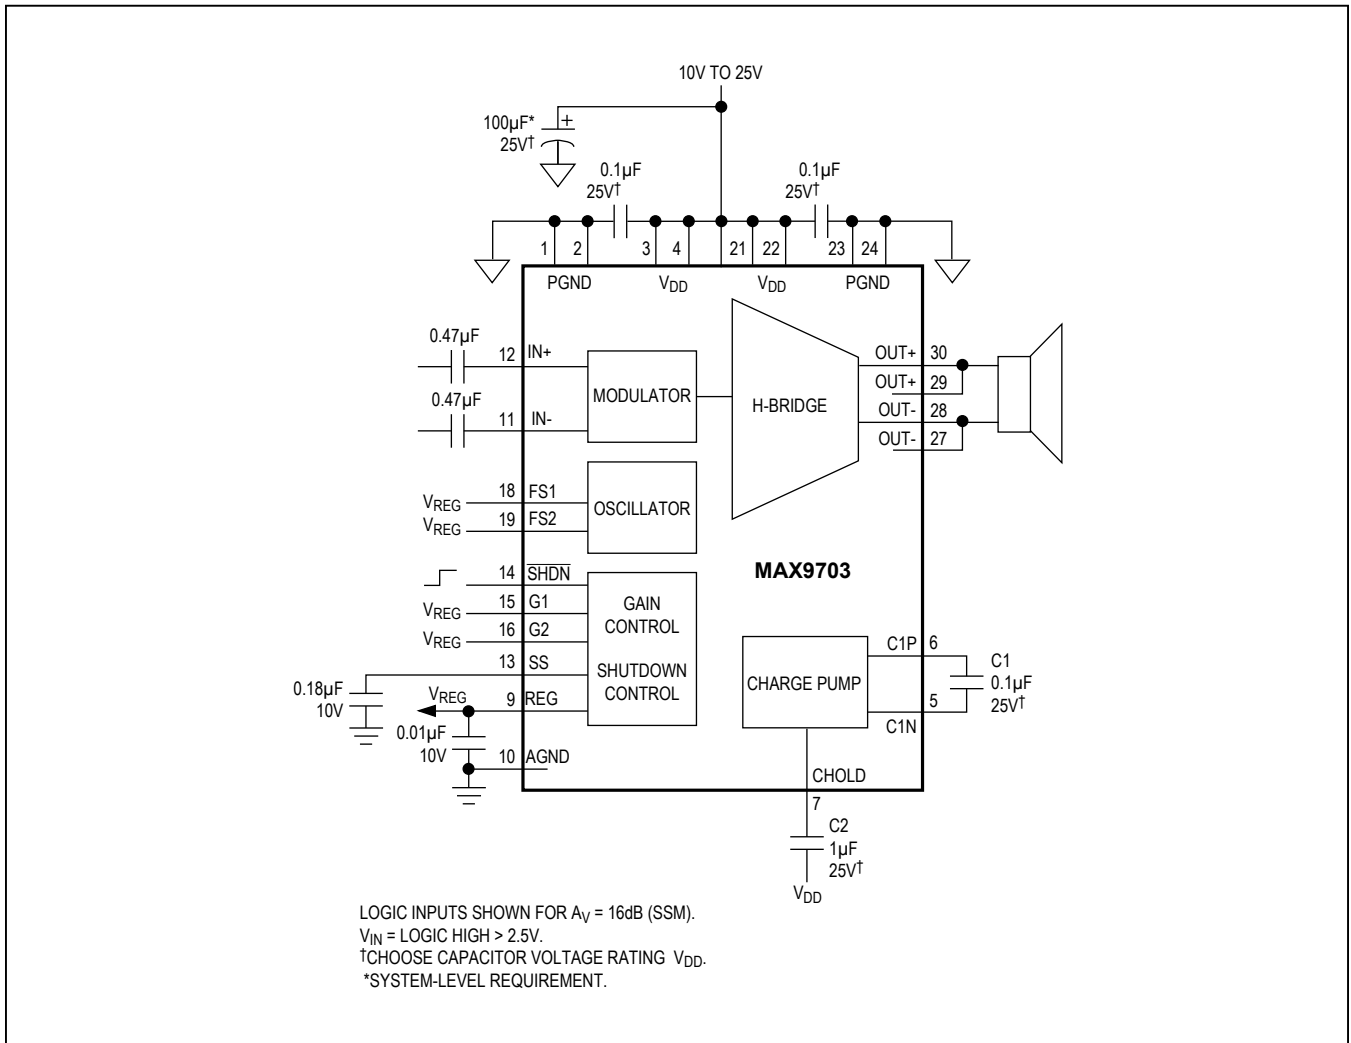 10V TO 25V
100µF*
25V†
0.1µF
25V†
0.1µF
25V†
1
2
3
4
21
22
23
24
PGND
VDD
VDD
PGND
0.47µF
12
IN+
0.47µF
11
IN-
MODULATOR
H-BRIDGE
OUT+
30
OUT+
29
OUT-
28
OUT-
27
VREG
18
FS1
VREG
19
FS2
OSCILLATOR
MAX9703
14
SHDN
VREG
15
G1
VREG
16
G2
13
SS
GAIN
CONTROL
SHUTDOWN
CONTROL
0.18µF
10V
VREG
9
REG
0.01µF
10V
10
AGND
CHARGE PUMP
C1P
6
C1
0.1µF
25V†
5
C1N
CHOLD
7
C2
1µF
25V†
VDD
LOGIC INPUTS SHOWN FOR AV = 16dB (SSM).
VIN = LOGIC HIGH > 2.5V.
†CHOOSE CAPACITOR VOLTAGE RATING VDD.
*SYSTEM-LEVEL REQUIREMENT.